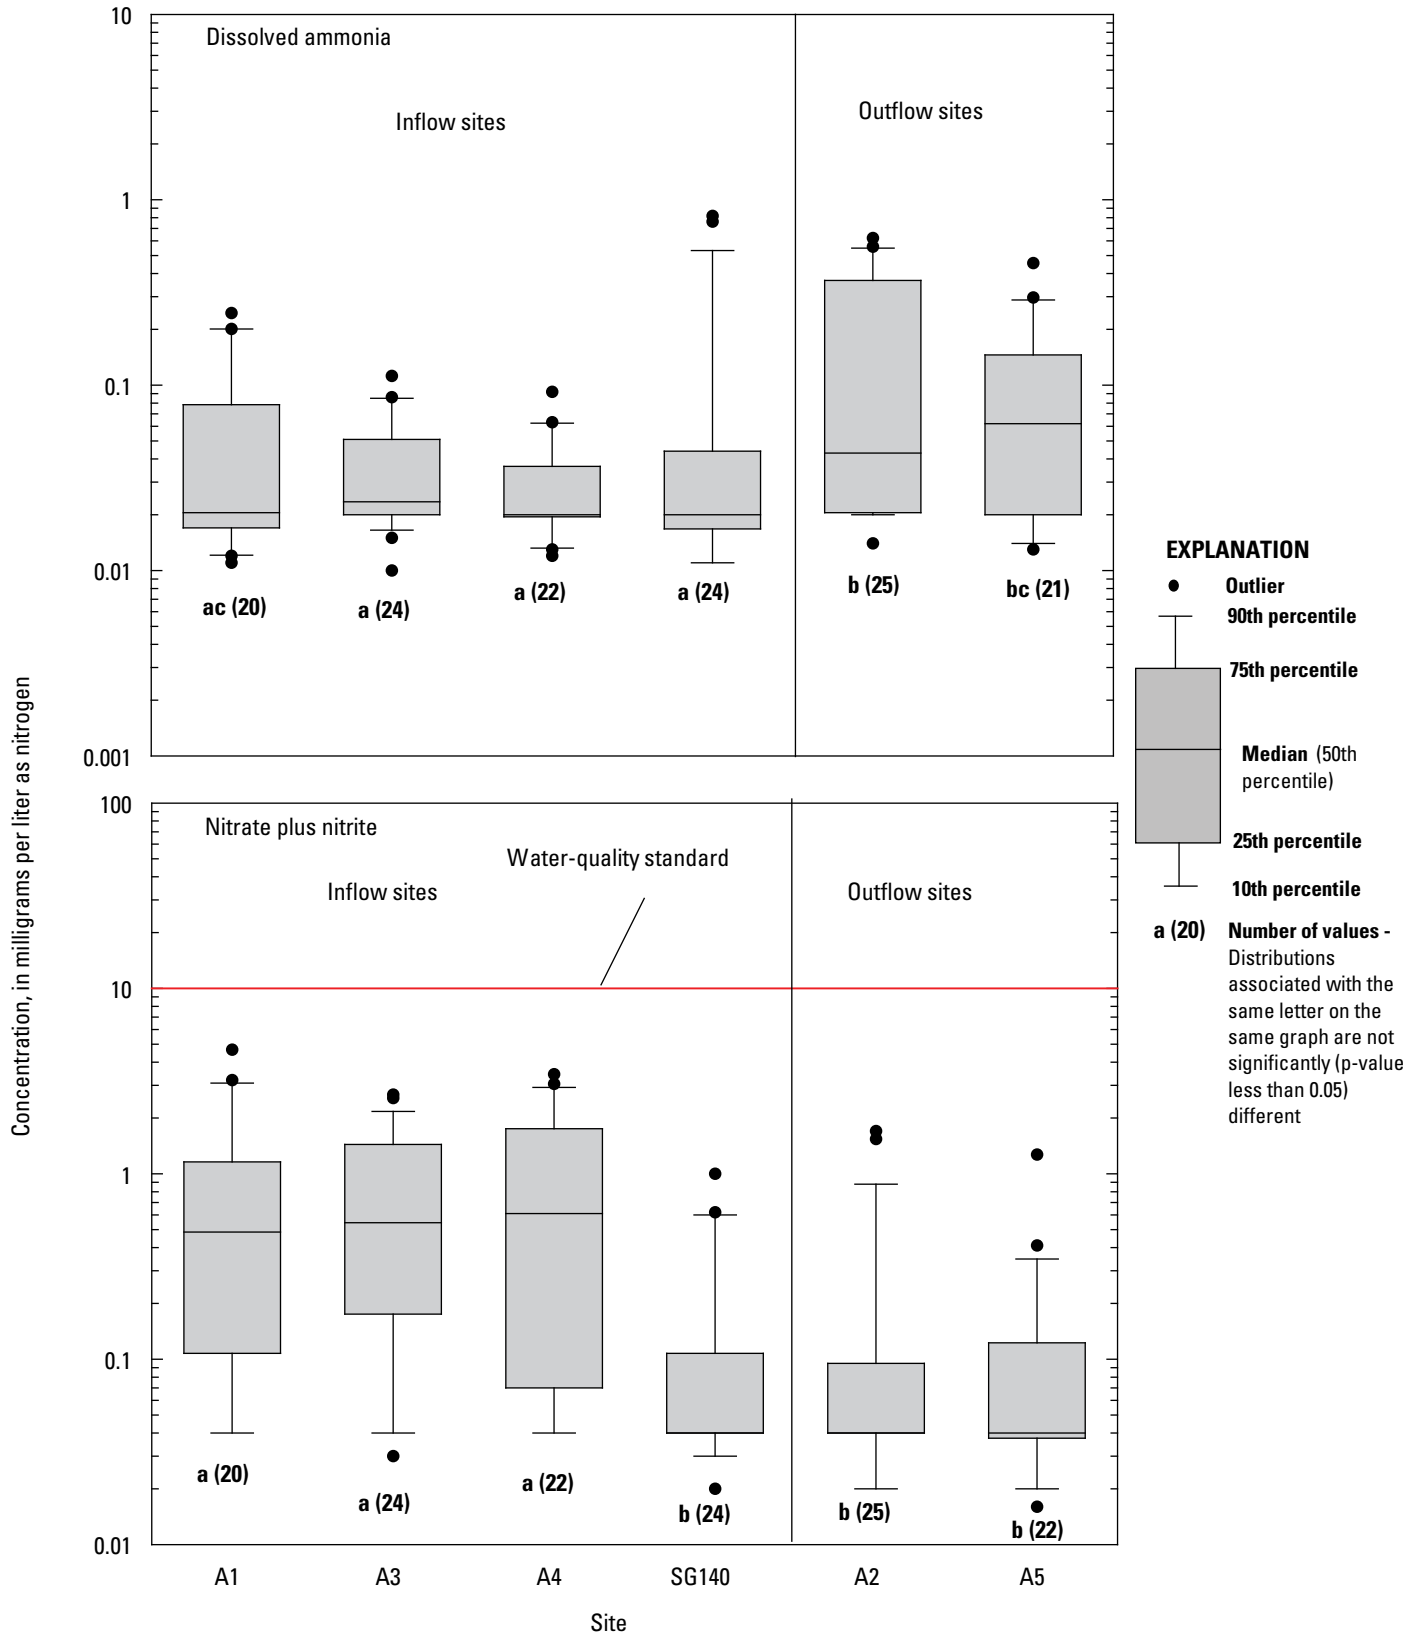 10
Dissolved ammonia
Inflow sites
Outflow sites
1
0.1
0.01
ac (20)
a (24)
a (22)
a (24)
b (25)
bc (21)
0.001
Concentration, in milligrams per liter as nitrogen
100
Nitrate plus nitrite
Water-quality standard
Inflow sites
Outflow sites
10
1
0.1
a (20)
a (24)
a (22)
b (24)
b (25)
b (22)
0.01
A1
A3
A4
SG140
A2
A5
Site
EXPLANATION
Outlier
90th percentile
75th percentile
Median (50th
percentile)
25th percentile
10th percentile
a (20) Number of values -
Distributions
associated with the
same letter on the
same graph are not
significantly (p-value
less than 0.05)
different